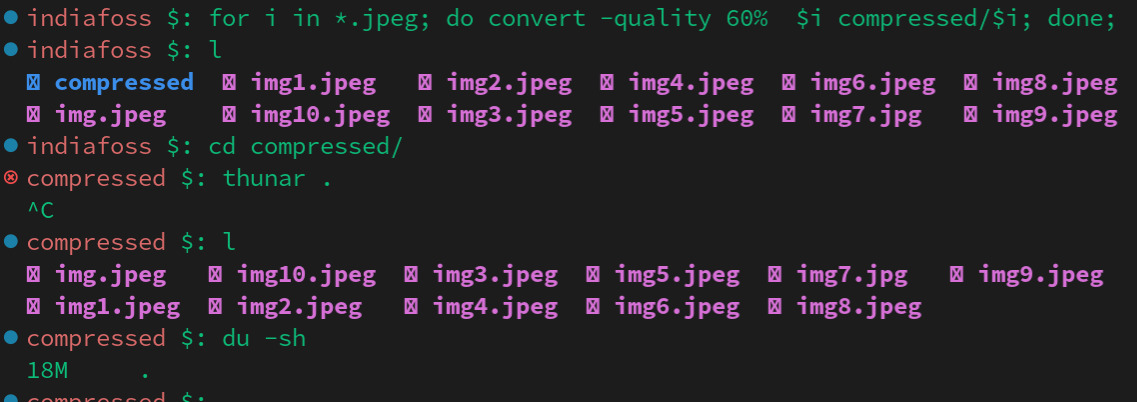 indiafoss $: for i in *.jpeg; do convert -quality 60%  $i compressed/$i; done;
indiafoss $: l
compressed  img1.jpeg  img2.jpeg  img4.jpeg  img6.jpeg  img8.jpeg
img.jpeg  img10.jpeg  img3.jpeg  img5.jpeg  img7.jpg  img9.jpeg
indiafoss $: cd compressed/
compressed $: thunar .
^C
compressed $: l
img.jpeg  img10.jpeg  img3.jpeg  img5.jpeg  img7.jpg  img9.jpeg
img1.jpeg  img2.jpeg  img4.jpeg  img6.jpeg  img8.jpeg
compressed $: du -sh
18M     .
compressed $: